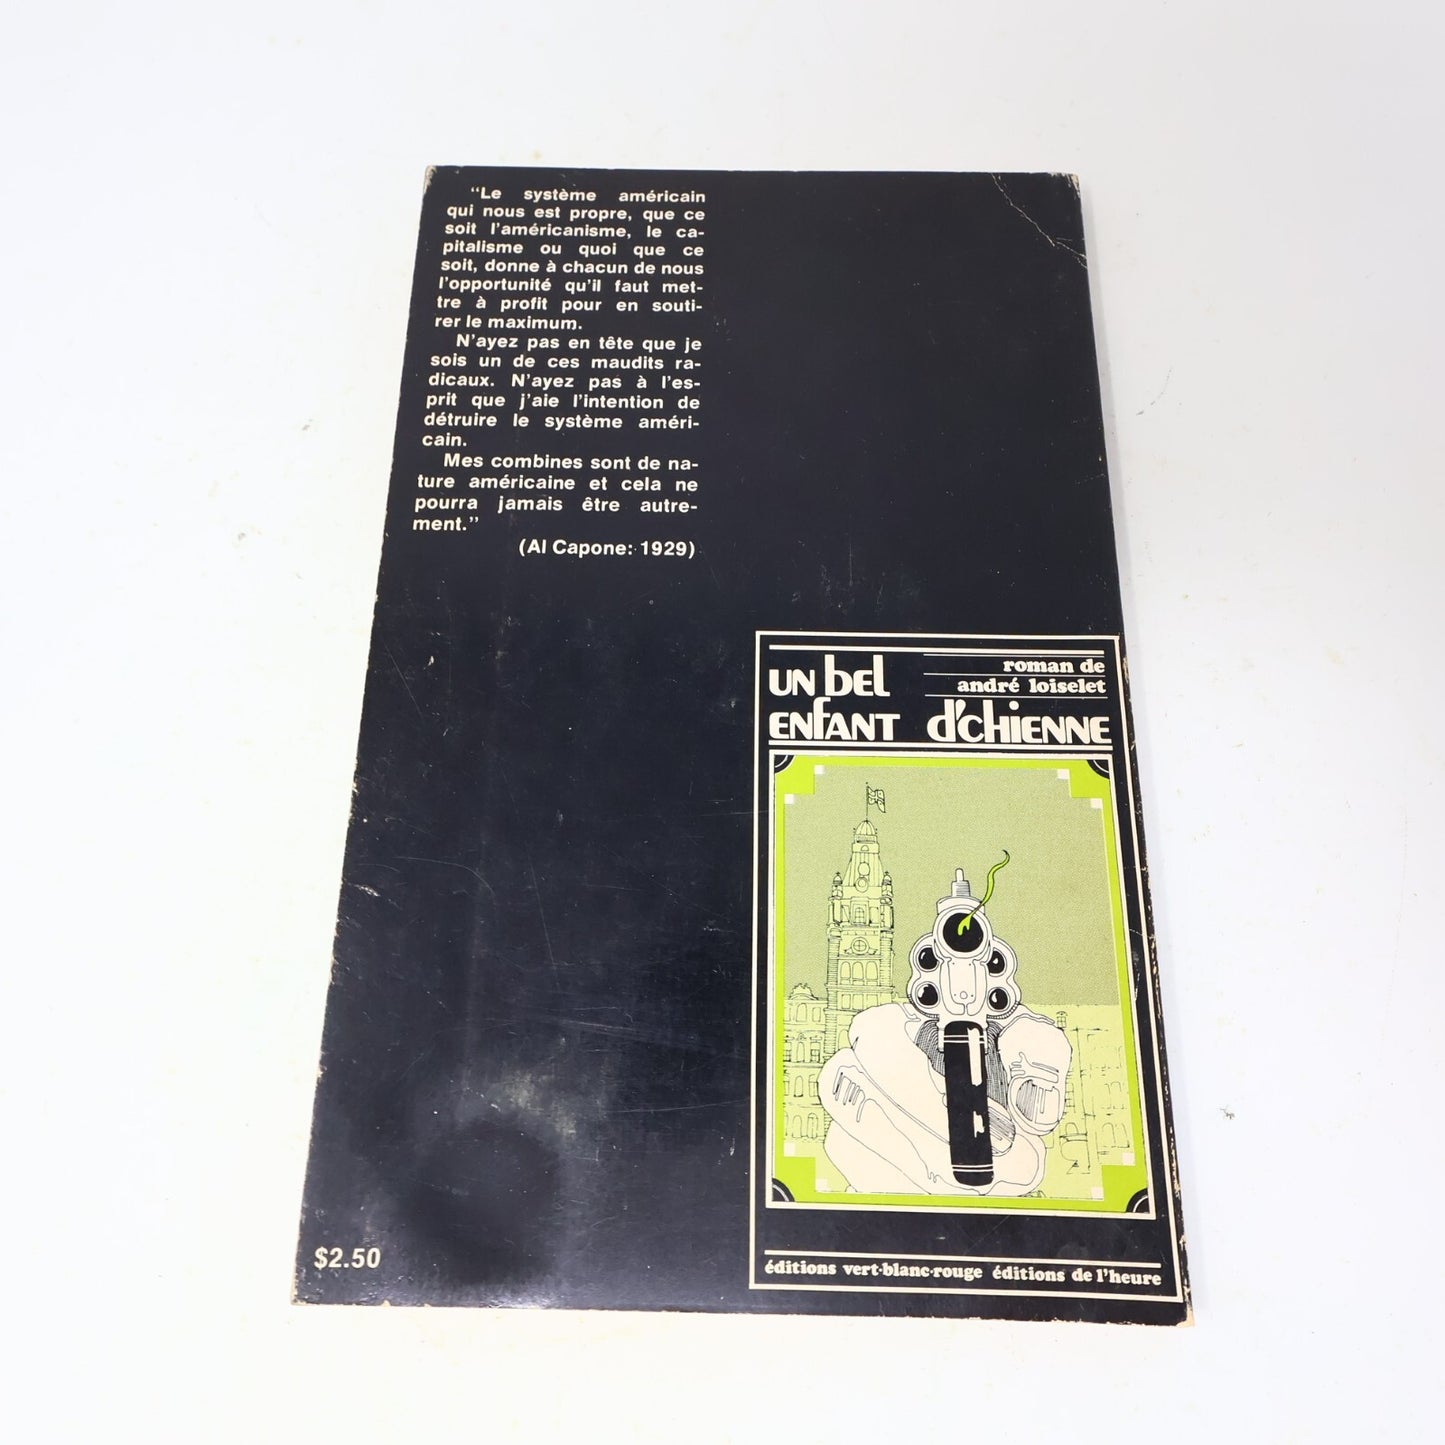 "Le système américain
qui nous est propre, que ce
soit l'américanisme, le ca-
pitalisme ou quoi que ce
soit, donne à chacun de nous
l'opportunité qu'il faut met-
tre à profit pour en souti-
rer le maximum.
N'ayez pas en tête que je
sois un de ces maudits ra-
dicaux. N'ayez pas à l'es-
prit que j'aie l'intention de
détruire le système améri-
cain.
Mes combines sont de na-
ture américaine et cela ne
pourra jamais être autre-
ment."
(Al Capone: 1929)
UN bEL
ENfANT d'chiENNE
roman de
andré loiselet
éditions vert-blanc-rouge éditions de l'heure
$2.50